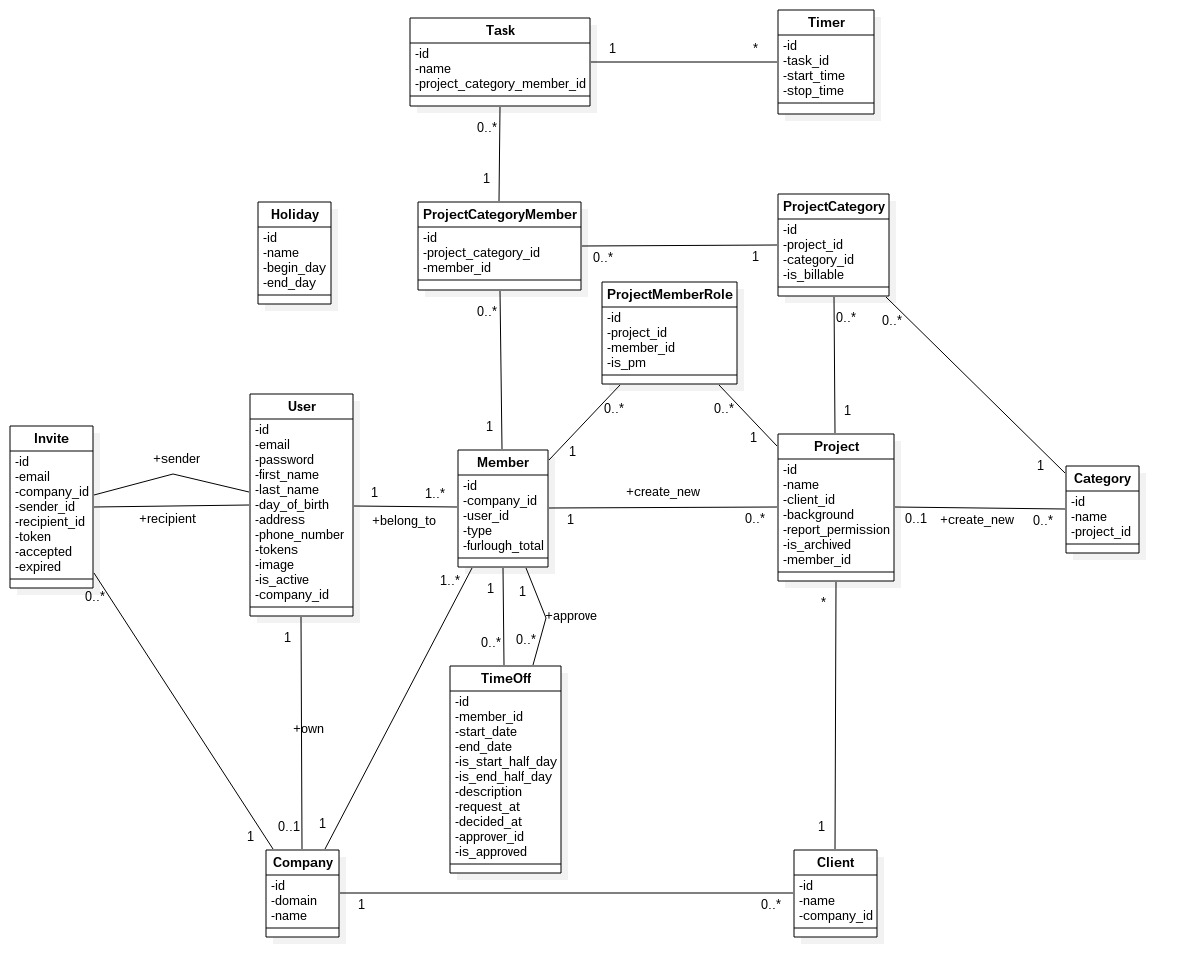 Task
-id
-name
-project_category_member_id
1
*
Timer
-id
-task_id
-start_time
-stop_time
0..*
1
Holiday
-id
-name
-begin_day
-end_day
ProjectCategoryMember
-id
-project_category_id
-member_id
0..*
1
ProjectCategory
-id
-project_id
-category_id
-is_billable
ProjectMemberRole
-id
-project_id
-member_id
-is_pm
0..*
1
0..*
0..*
1
0..*
1
0..*
1
1
Invite
-id
-email
-company_id
-sender_id
-recipient_id
-token
-accepted
-expired
+sender
+recipient
User
-id
-email
-password
-first_name
-last_name
-day_of_birth
-address
-phone_number
-tokens
-image
-is_active
-company_id
1
1..*
+belong_to
Member
-id
-company_id
-user_id
-type
-furlough_total
+create_new
1
0..*
Project
-id
-name
-client_id
-background
-report_permission
-is_archived
-member_id
0..1
+create_new
0..*
Category
-id
-name
-project_id
0..*
1
1..*
1
1
+approve
0..*
0..*
*
TimeOff
-id
-member_id
-start_date
-end_date
-is_start_half_day
-is_end_half_day
-description
-request_at
-decided_at
-approver_id
-is_approved
+own
1
0..1
1
1
Company
-id
-domain
-name
1
0..*
Client
-id
-name
-company_id